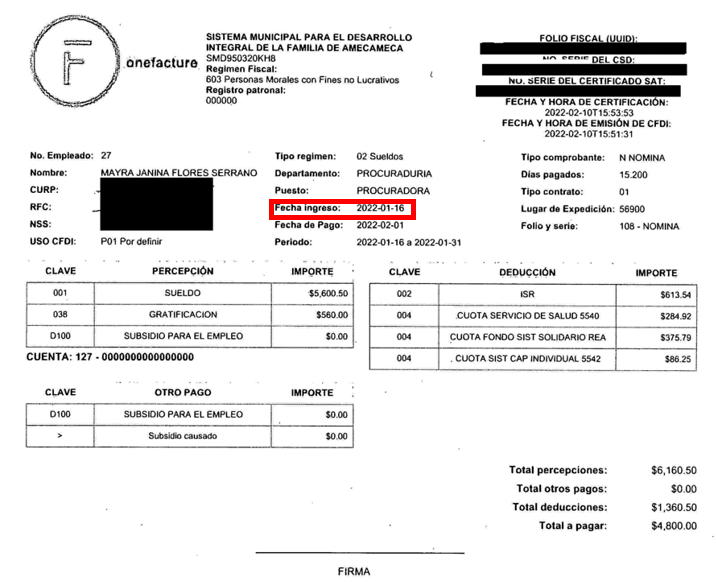 F
onefacture
SISTEMA MUNICIPAL PARA EL DESARROLLO
INTEGRAL DE LA FAMILIA DE AMECAMECA
SMD950320KH8
Regimen Fiscal:
603 Personas Morales con Fines no Lucrativos
Registro patronal:
000000
FOLIO FISCAL (UUID):
NO. SERIE DEL CSD:
NO. SERIE DEL CERTIFICADO SAT:
FECHA Y HORA DE CERTIFICACIÓN:
2022-02-10T15:53:53
FECHA Y HORA DE EMISIÓN DE CFDI:
2022-02-10T15:51:31
No. Empleado: 27
Nombre: MAYRA JANINA FLORES SERRANO
CURP:
RFC:
NSS:
USO CFDI: P01 Por definir
Tipo regimen: 02 Sueldos
Departamento: PROCURADURIA
Puesto: PROCURADORA
Fecha ingreso: 2022-01-16
Fecha de Pago: 2022-02-01
Periodo: 2022-01-16 a 2022-01-31
Tipo comprobante: N NOMINA
Días pagados: 15.200
Tipo contrato: 01
Lugar de Expedición: 56900
Folio y serie: 108 - NOMINA
CLAVE PERCEPCIÓN IMPORTE
001 SUELDO $5,600.50
038 GRATIFICACION $560.00
D100 SUBSIDIO PARA EL EMPLEO $0.00
CUENTA: 127 - 0000000000000000
CLAVE DEDUCCIÓN IMPORTE
002 ISR $613.54
004 CUOTA SERVICIO DE SALUD 5540 $284.92
004 CUOTA FONDO SIST SOLIDARIO REA $375.79
004 CUOTA SIST CAP INDIVIDUAL 5542 $86.25
CLAVE OTRO PAGO IMPORTE
D100 SUBSIDIO PARA EL EMPLEO $0.00
> Subsidio causado $0.00
Total percepciones: $6,160.50
Total otros pagos: $0.00
Total deducciones: $1,360.50
Total a pagar: $4,800.00
FIRMA